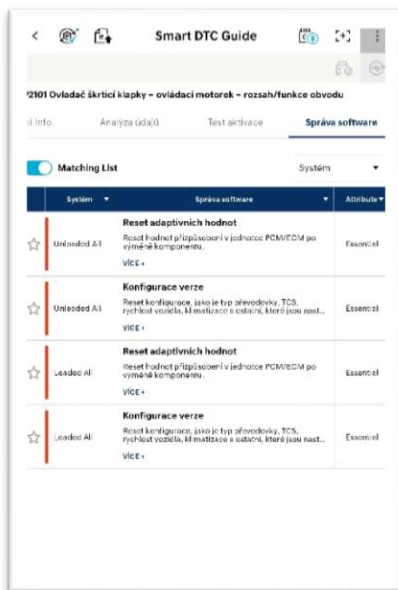 Smart DTC Guide
P2101 Ovladač škrticí klapky – ovládací motorek – rozsah/funkce obvodu
l Info.
Analýza údajů
Test aktivace
Správa software
Matching List
Systém
Systém
Správa software
Attribute
Unleaded All
Reset adaptivních hodnot
Reset hodnot přizpůsobení v jednotce PCM/ECM po
výměně komponentu.
VÍCE +
Essential
Unleaded All
Konfigurace verze
Reset konfigurace, jako je typ převodovky, TCS,
rychlost vozidla, klimatizace a ostatní, které jsou nast...
VÍCE +
Essential
Leaded All
Reset adaptivních hodnot
Reset hodnot přizpůsobení v jednotce PCM/ECM po
výměně komponentu.
VÍCE +
Essential
Leaded All
Konfigurace verze
Reset konfigurace, jako je typ převodovky, TCS,
rychlost vozidla, klimatizace a ostatní, které jsou nast...
VÍCE +
Essential